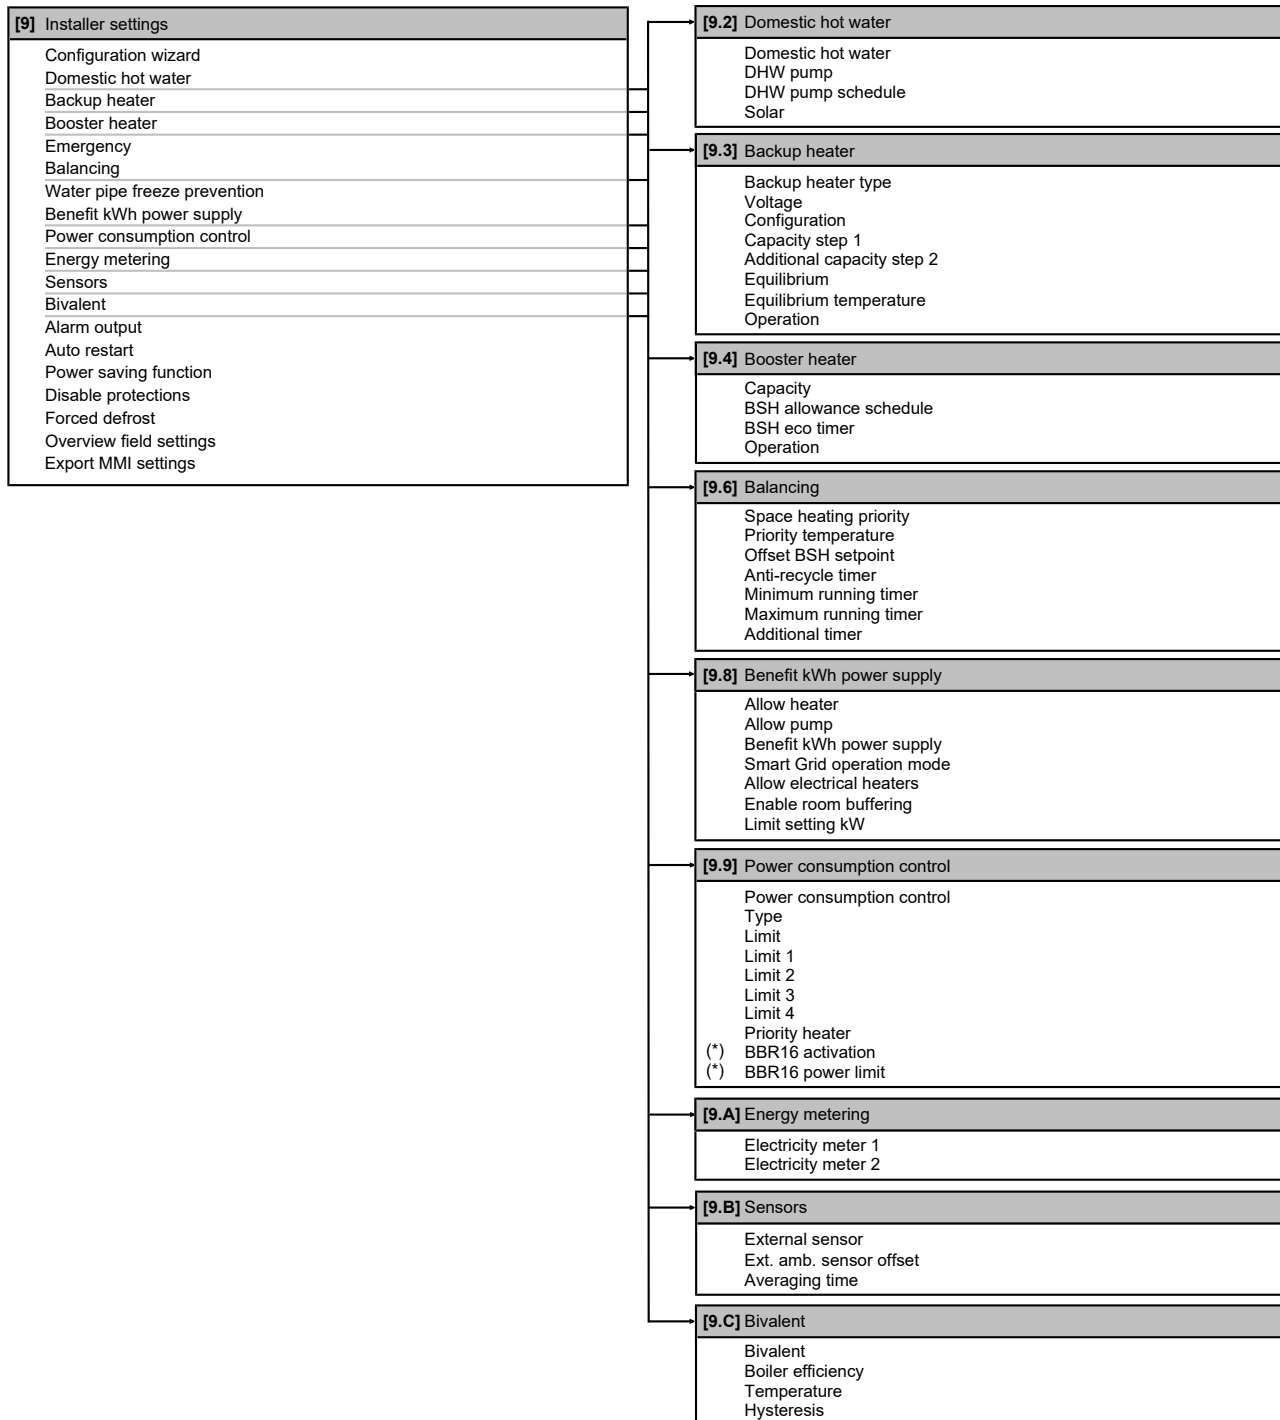 [9] Installer settings
Configuration wizard
Domestic hot water
Backup heater
Booster heater
Emergency
Balancing
Water pipe freeze prevention
Benefit kWh power supply
Power consumption control
Energy metering
Sensors
Bivalent
Alarm output
Auto restart
Power saving function
Disable protections
Forced defrost
Overview field settings
Export MMI settings
[9.2] Domestic hot water
Domestic hot water
DHW pump
DHW pump schedule
Solar
[9.3] Backup heater
Backup heater type
Voltage
Configuration
Capacity step 1
Additional capacity step 2
Equilibrium
Equilibrium temperature
Operation
[9.4] Booster heater
Capacity
BSH allowance schedule
BSH eco timer
Operation
[9.6] Balancing
Space heating priority
Priority temperature
Offset BSH setpoint
Anti-recycle timer
Minimum running timer
Maximum running timer
Additional timer
[9.8] Benefit kWh power supply
Allow heater
Allow pump
Benefit kWh power supply
Smart Grid operation mode
Allow electrical heaters
Enable room buffering
Limit setting kW
[9.9] Power consumption control
Power consumption control
Type
Limit
Limit 1
Limit 2
Limit 3
Limit 4
Priority heater
(*) BBR16 activation
(*) BBR16 power limit
[9.A] Energy metering
Electricity meter 1
Electricity meter 2
[9.B] Sensors
External sensor
Ext. amb. sensor offset
Averaging time
[9.C] Bivalent
Bivalent
Boiler efficiency
Temperature
Hysteresis